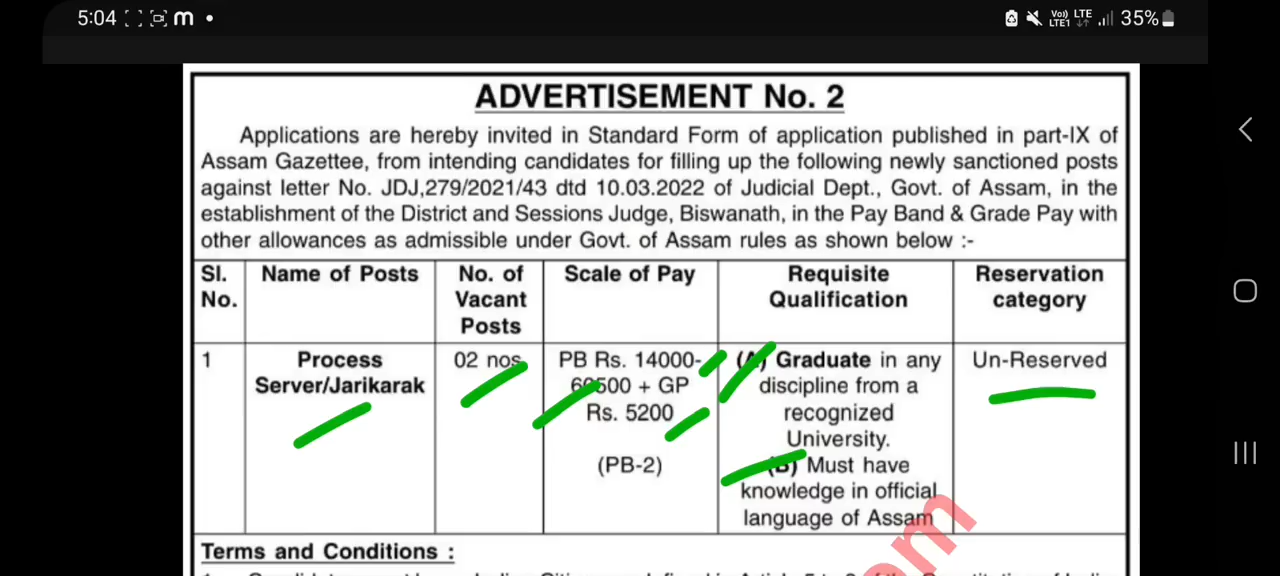 5:04 m
Vo) LTE LTE1 35%
ADVERTISEMENT No. 2
Applications are hereby invited in Standard Form of application published in part-IX of
Assam Gazettee, from intending candidates for filling up the following newly sanctioned posts
against letter No. JDJ,279/2021/43 dtd 10.03.2022 of Judicial Dept., Govt. of Assam, in the
establishment of the District and Sessions Judge, Biswanath, in the Pay Band & Grade Pay with
other allowances as admissible under Govt. of Assam rules as shown below :-
Sl. No.
Name of Posts
No. of Vacant Posts
Scale of Pay
Requisite Qualification
Reservation category
1
Process
Server/Jarikarak
02 nos.
PB Rs. 14000-
60500 + GP
Rs. 5200
(PB-2)
(A) Graduate in any
discipline from a
recognized
University.
(B) Must have
knowledge in official
language of Assam
Un-Reserved
om
Terms and Conditions :